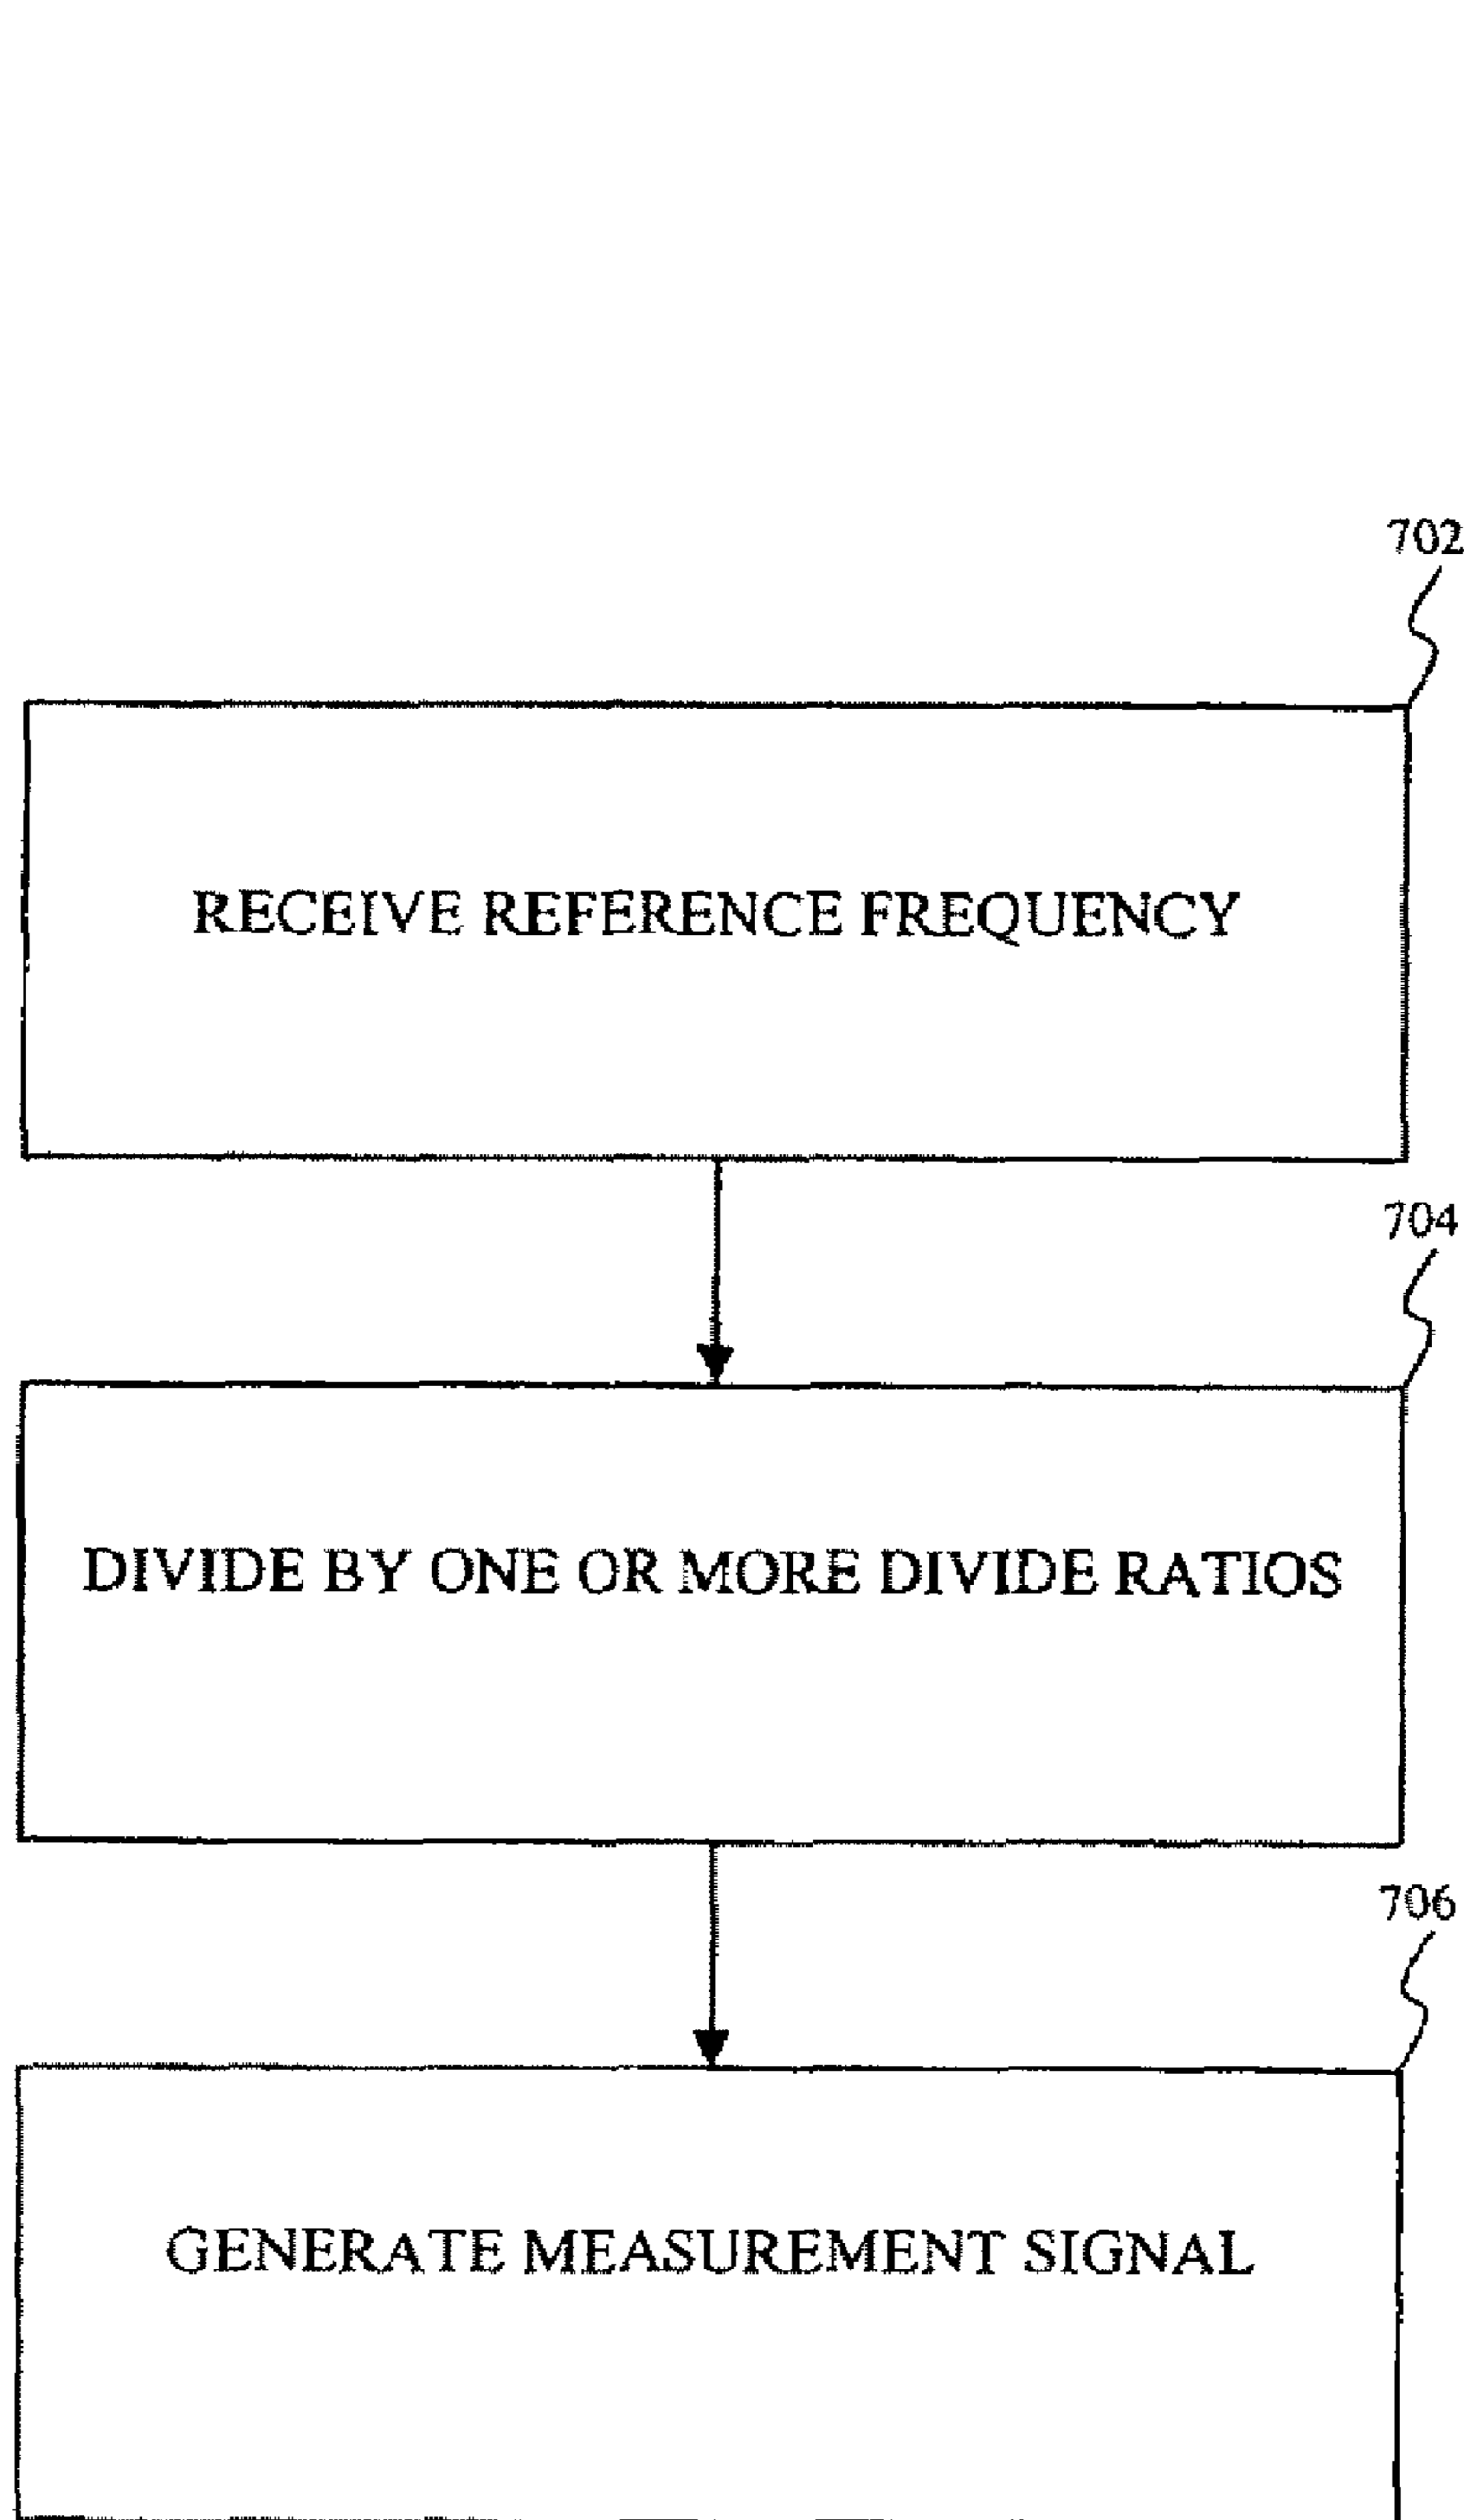 702
RECEIVE REFERENCE FREQUENCY
704
DIVIDE BY ONE OR MORE DIVIDE RATIOS
706
GENERATE MEASUREMENT SIGNAL